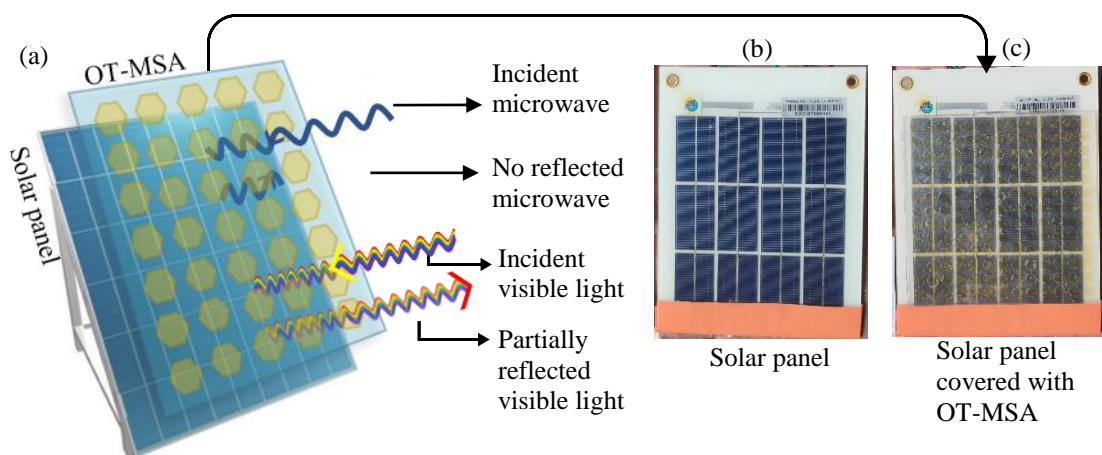 (a)
OT-MSA
Solar panel
Incident
microwave
No reflected
microwave
Incident
visible light
Partially
reflected
visible light
(b)
Solar panel
(c)
Solar panel
covered with
OT-MSA